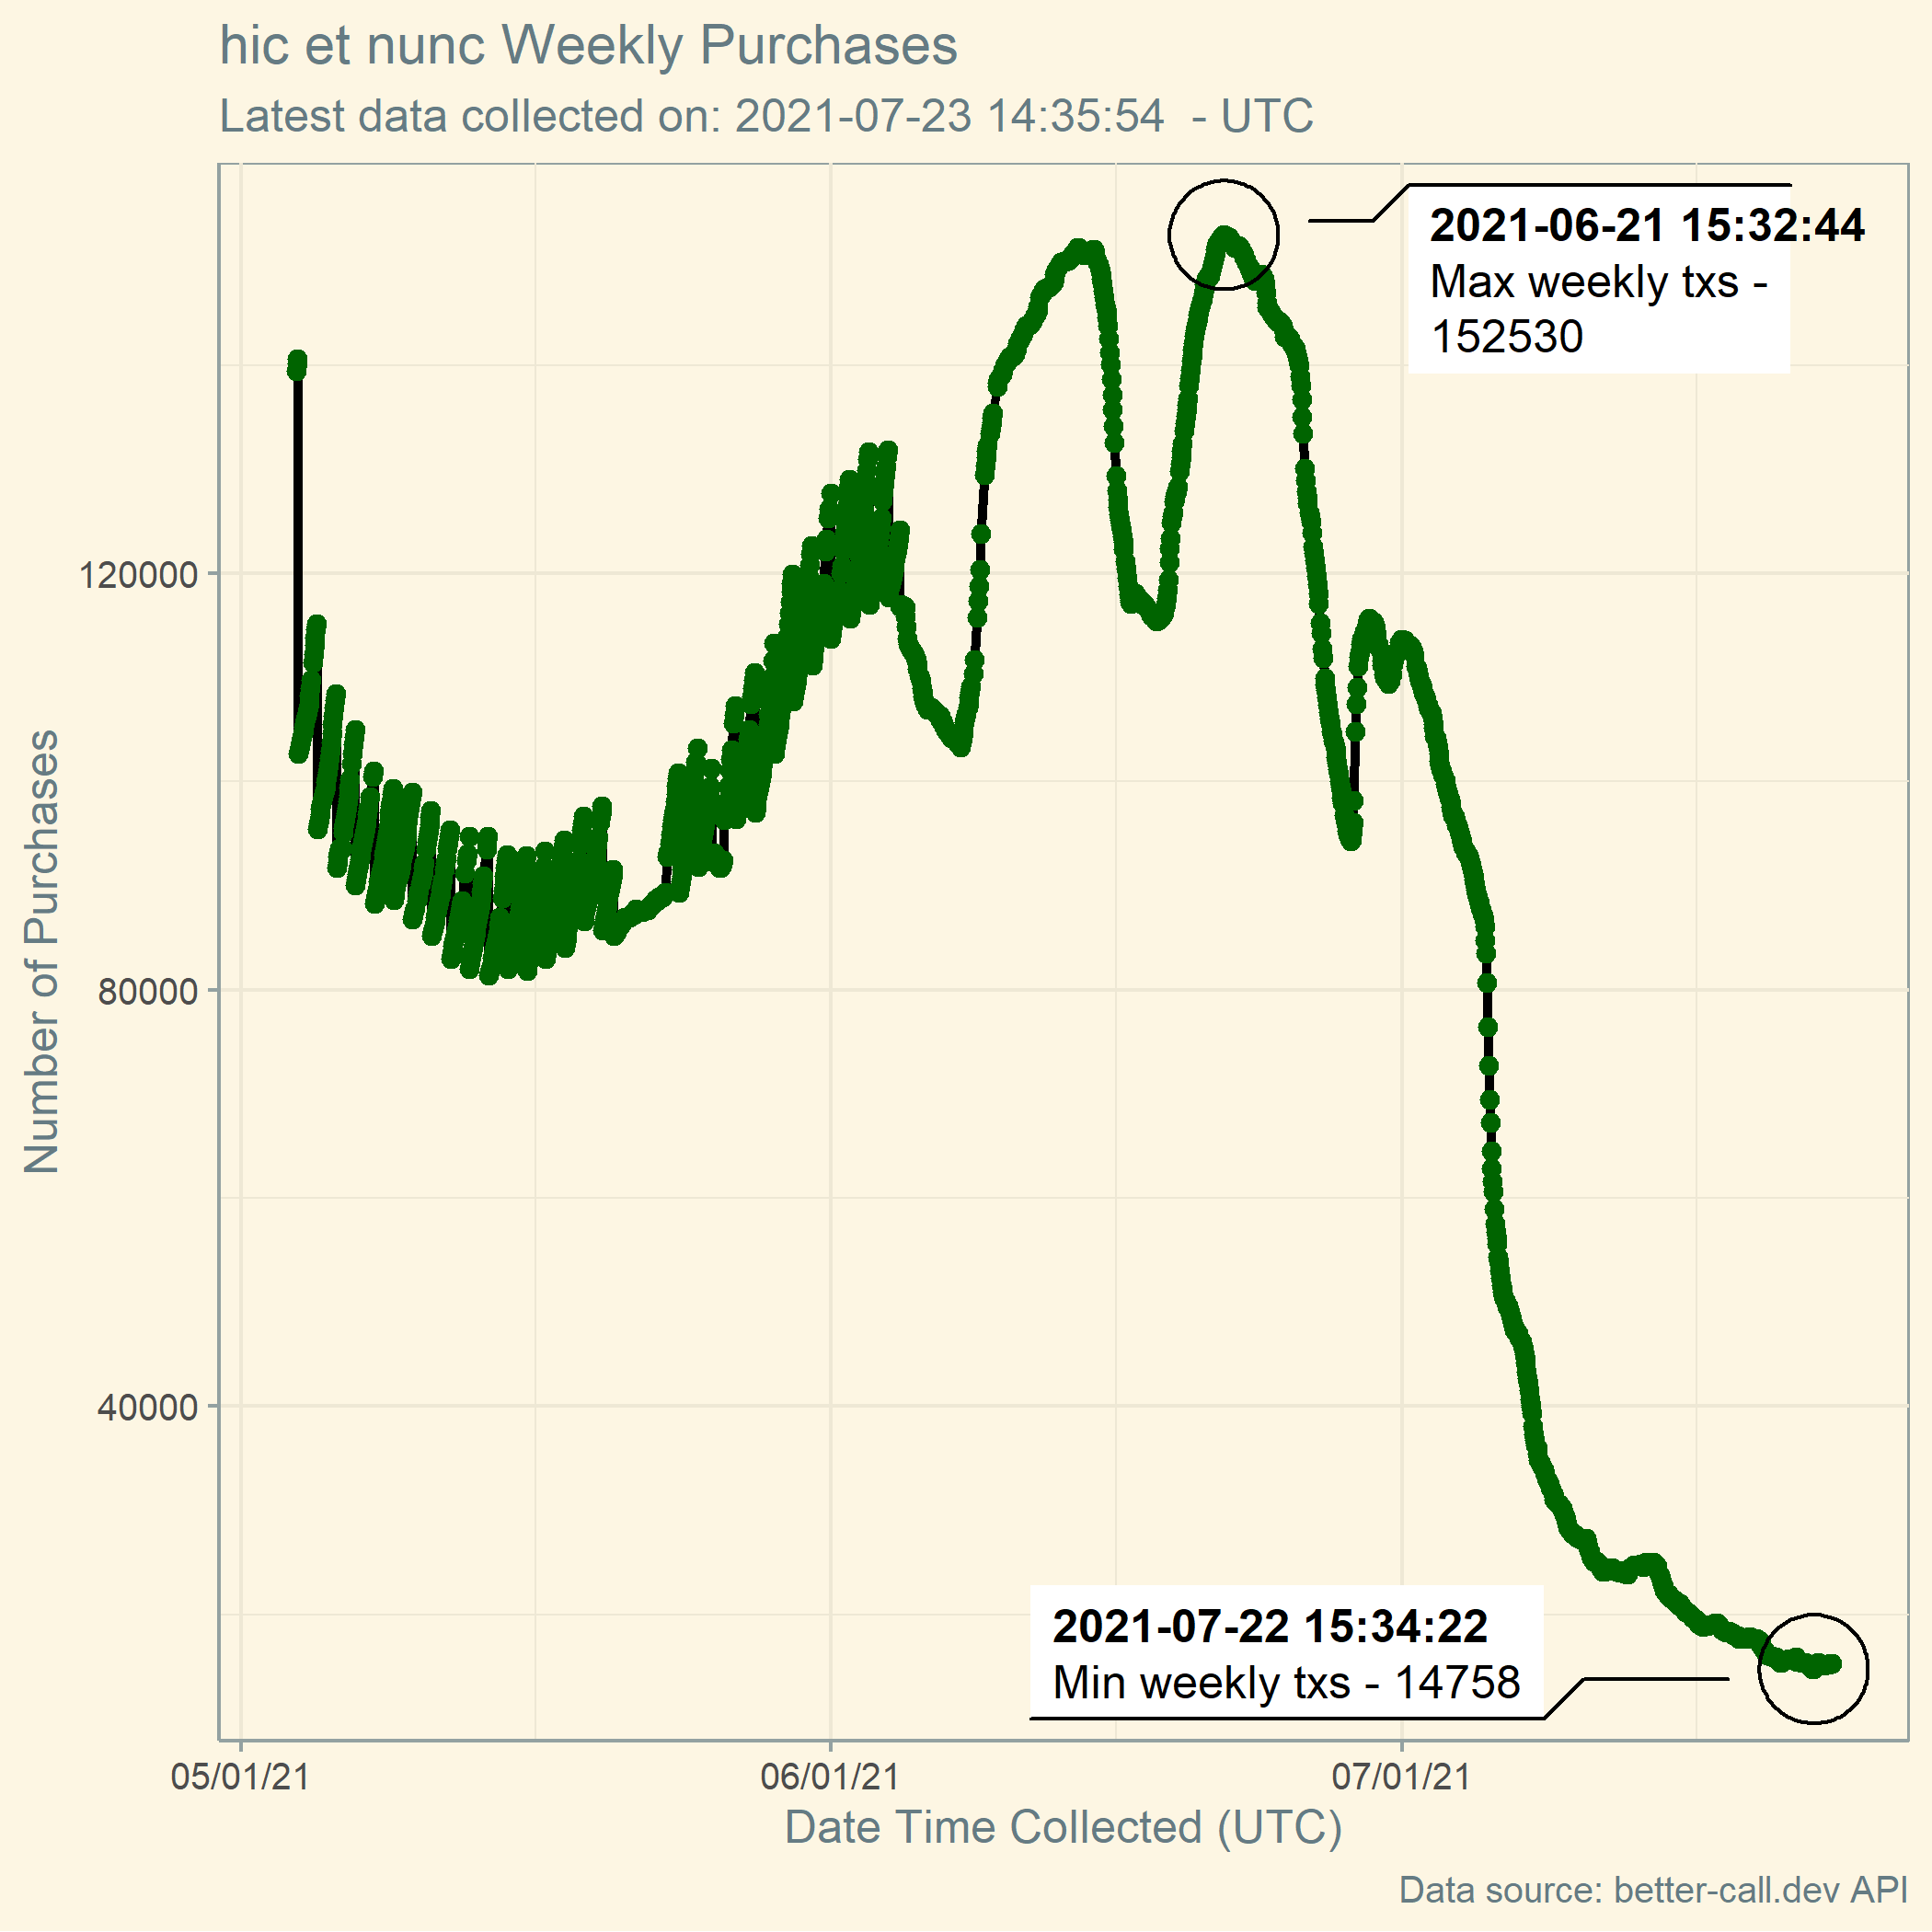 hic et nunc Weekly Purchases
Latest data collected on: 2021-07-23 14:35:54  - UTC
2021-06-21 15:32:44
Max weekly txs -
152530
120000
80000
40000
Number of Purchases
2021-07-22 15:34:22
Min weekly txs - 14758
05/01/21 06/01/21 07/01/21
Date Time Collected (UTC)
Data source: better-call.dev API